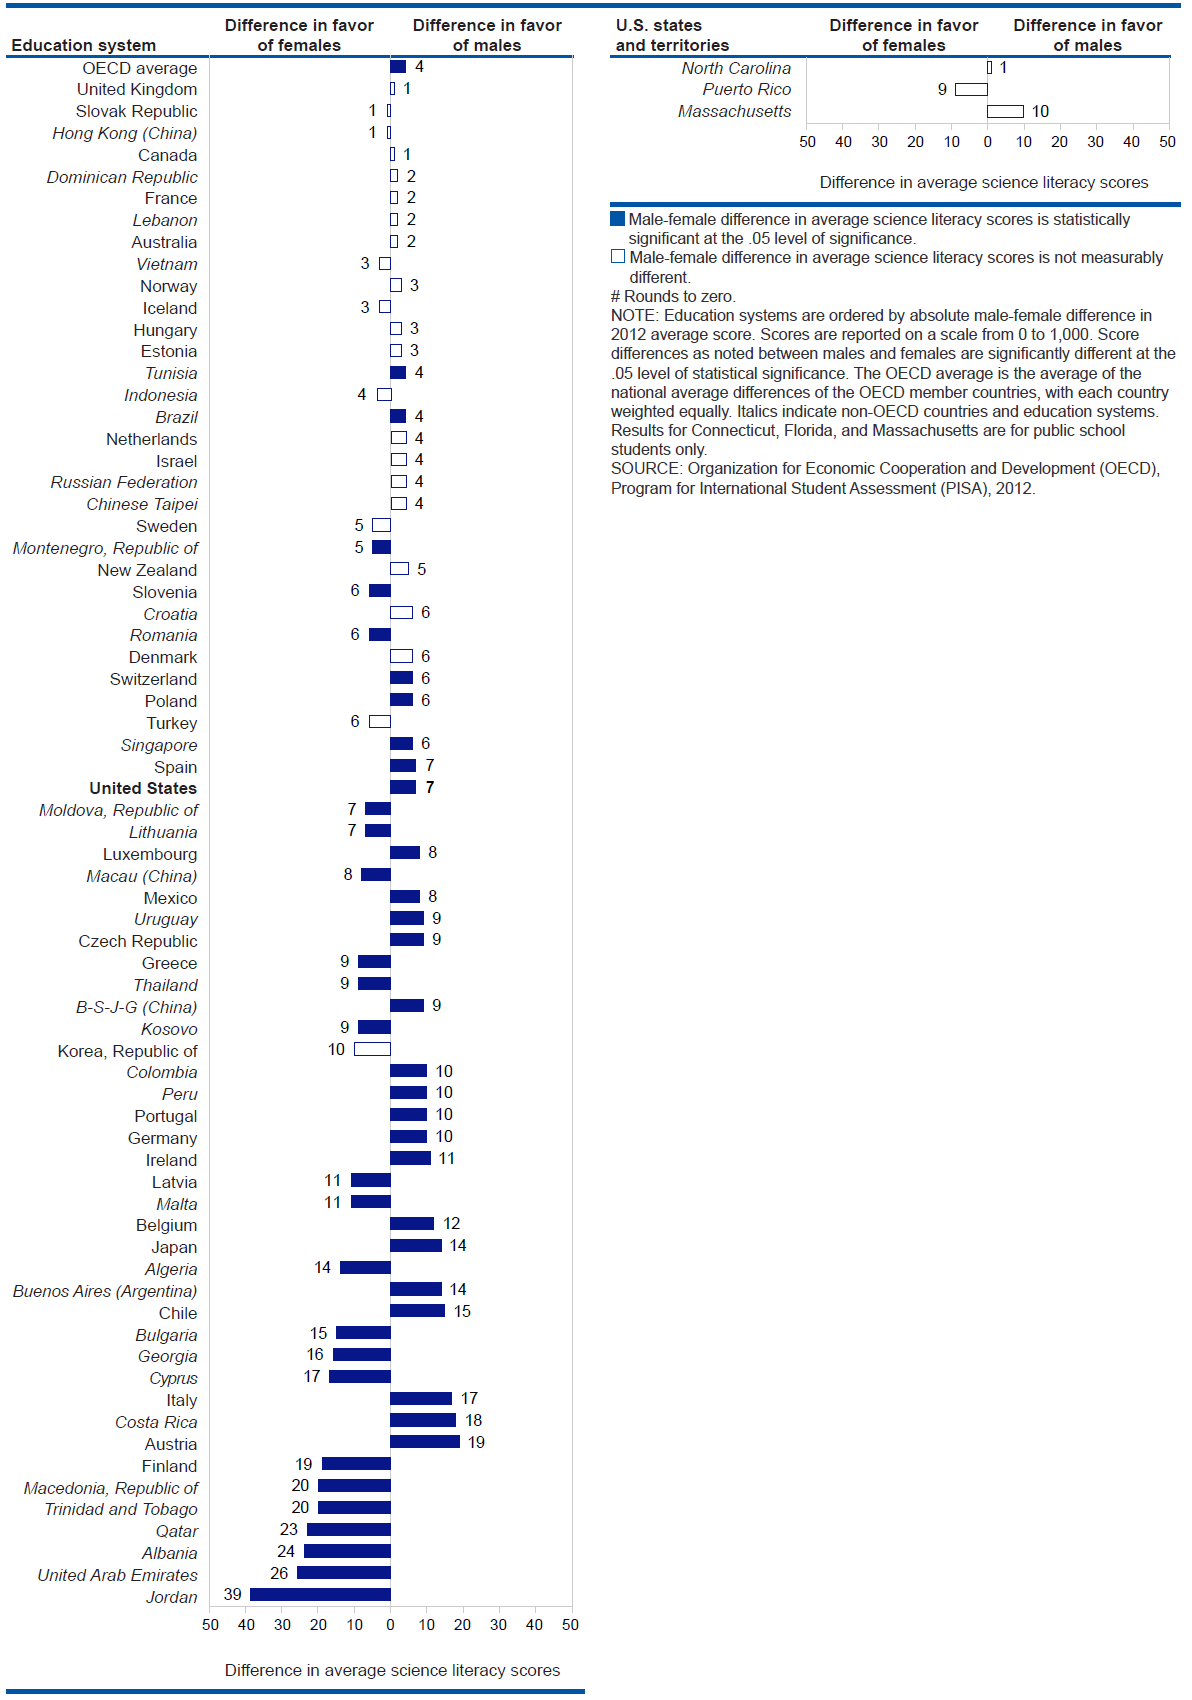 Education system
Difference in favor
of females
Difference in favor
of males
OECD average 4
United Kingdom 1
Slovak Republic 1
Hong Kong (China) 1
Canada 1
Dominican Republic 2
France 2
Lebanon 2
Australia 2
Vietnam 3
Norway 3
Iceland 3
Hungary 3
Estonia 3
Tunisia 4
Indonesia 4
Brazil 4
Netherlands 4
Israel 4
Russian Federation 4
Chinese Taipei 4
Sweden 5
Montenegro, Republic of 5
New Zealand 5
Slovenia 6
Croatia 6
Romania 6
Denmark 6
Switzerland 6
Poland 6
Turkey 6
Singapore 6
Spain 7
United States 7
Moldova, Republic of 7
Lithuania 7
Luxembourg 8
Macau (China) 8
Mexico 8
Uruguay 9
Czech Republic 9
Greece 9
Thailand 9
B-S-J-G (China) 9
Kosovo 9
Korea, Republic of 10
Colombia 10
Peru 10
Portugal 10
Germany 10
Ireland 11
Latvia 11
Malta 11
Belgium 12
Japan 14
Algeria 14
Buenos Aires (Argentina) 14
Chile 15
Bulgaria 15
Georgia 16
Cyprus 17
Italy 17
Costa Rica 18
Austria 19
Finland 19
Macedonia, Republic of 20
Trinidad and Tobago 20
Qatar 23
Albania 24
United Arab Emirates 26
Jordan 39
50 40 30 20 10 0 10 20 30 40 50
Difference in average science literacy scores
U.S. states
and territories
Difference in favor
of females
Difference in favor
of males
North Carolina 1
Puerto Rico 9
Massachusetts 10
50 40 30 20 10 0 10 20 30 40 50
Difference in average science literacy scores
Male-female difference in average science literacy scores is statistically
significant at the .05 level of significance.
Male-female difference in average science literacy scores is not measurably
different.
# Rounds to zero.
NOTE: Education systems are ordered by absolute male-female difference in
2012 average score. Scores are reported on a scale from 0 to 1,000. Score
differences as noted between males and females are significantly different at the
.05 level of statistical significance. The OECD average is the average of the
national average differences of the OECD member countries, with each country
weighted equally. Italics indicate non-OECD countries and education systems.
Results for Connecticut, Florida, and Massachusetts are for public school
students only.
SOURCE: Organization for Economic Cooperation and Development (OECD),
Program for International Student Assessment (PISA), 2012.